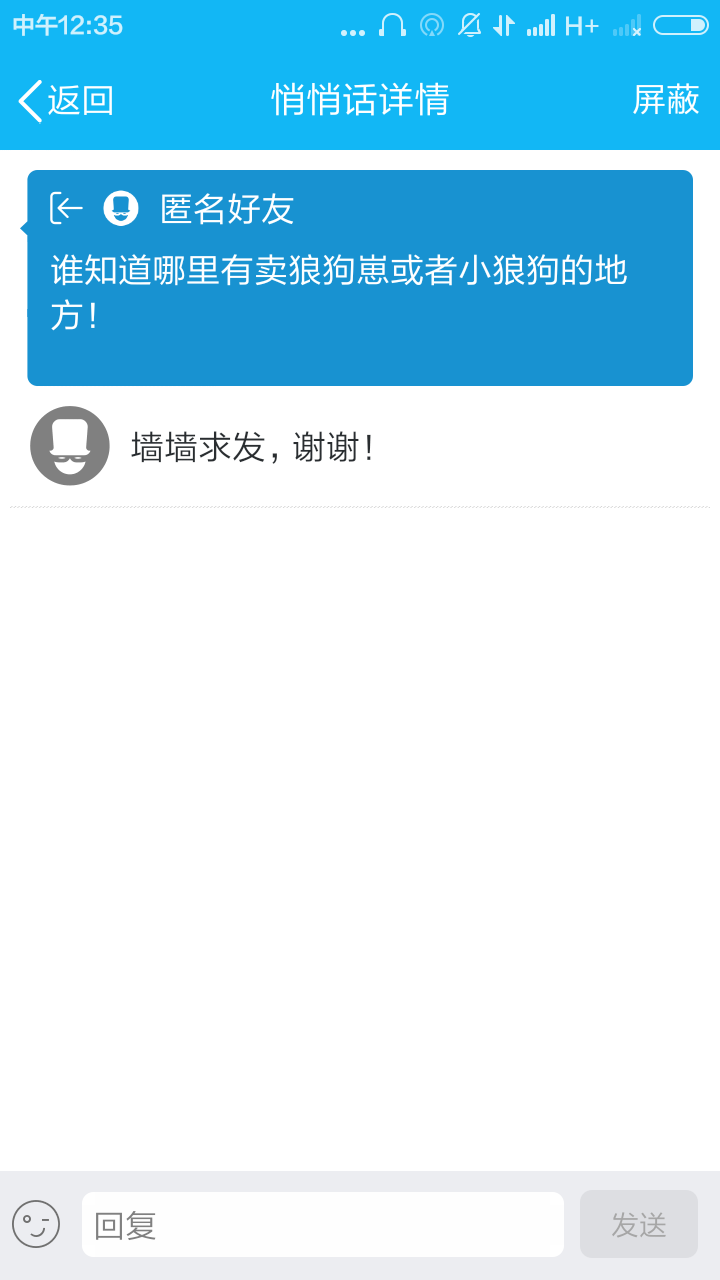 中午12:35
H+
返回
悄悄话详情
屏蔽
匿名好友
谁知道哪里有卖狼狗崽或者小狼狗的地
方！
墙墙求发，谢谢！
回复
发送